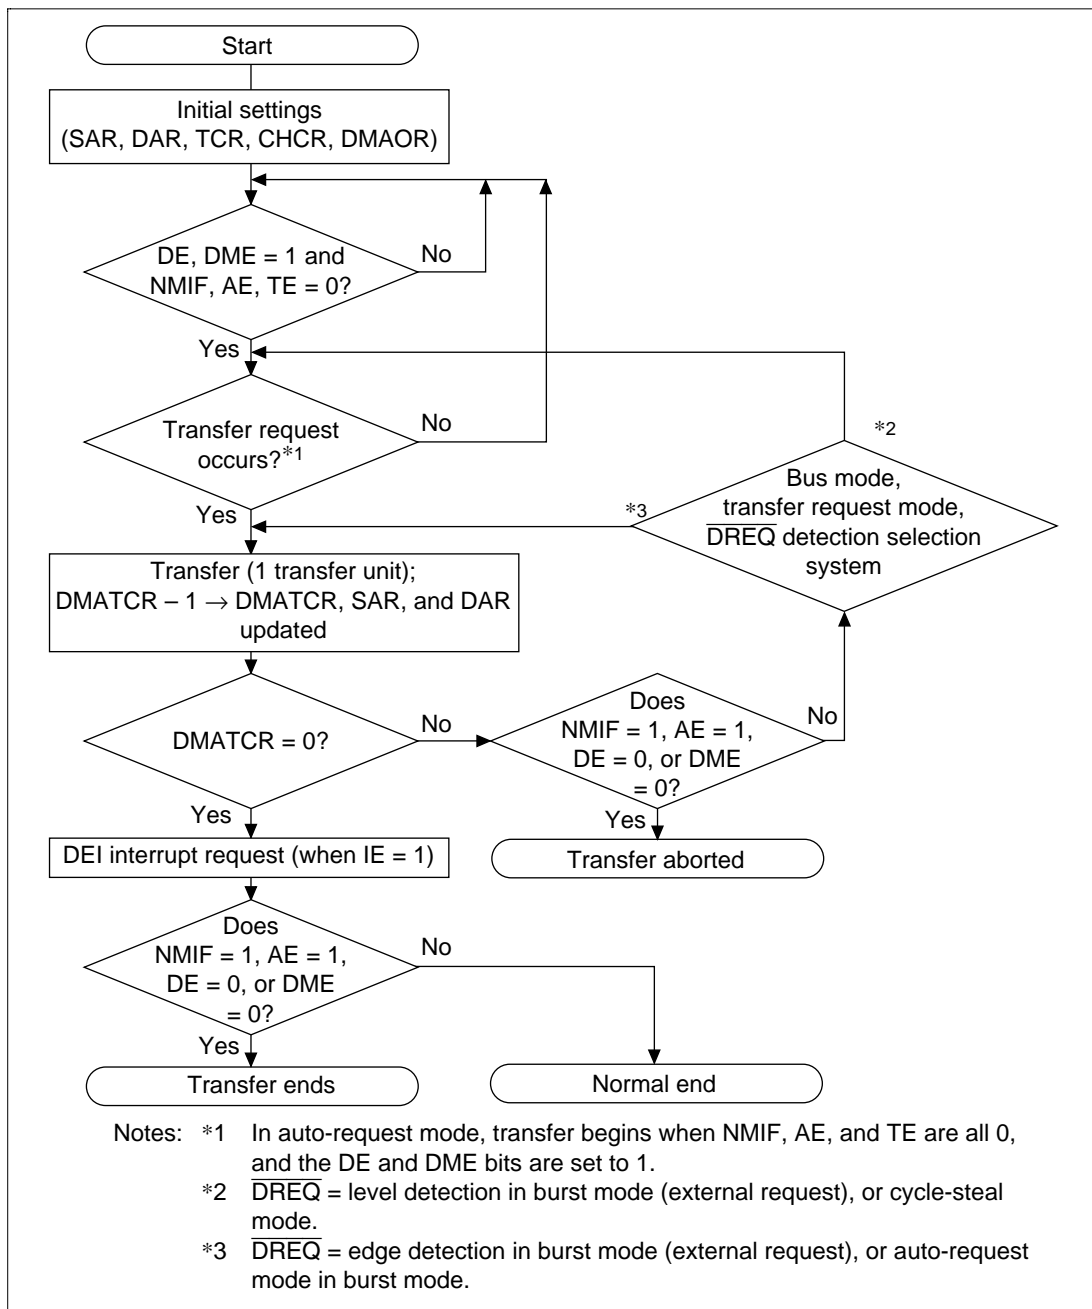 Start
Initial settings
(SAR, DAR, TCR, CHCR, DMAOR)
DE, DME = 1 and
NMIF, AE, TE = 0?
No
Yes
Transfer request
occurs?*1
No
Yes
*2
Bus mode,
transfer request mode,
DREQ detection selection
system
*3
Transfer (1 transfer unit);
DMATCR – 1 → DMATCR, SAR, and DAR
updated
DMATCR = 0?
No
Yes
Does
NMIF = 1, AE = 1,
DE = 0, or DME
= 0?
No
Yes
Transfer aborted
DEI interrupt request (when IE = 1)
Does
NMIF = 1, AE = 1,
DE = 0, or DME
= 0?
No
Yes
Transfer ends
Normal end
Notes: *1 In auto-request mode, transfer begins when NMIF, AE, and TE are all 0,
and the DE and DME bits are set to 1.
*2 DREQ = level detection in burst mode (external request), or cycle-steal
mode.
*3 DREQ = edge detection in burst mode (external request), or auto-request
mode in burst mode.